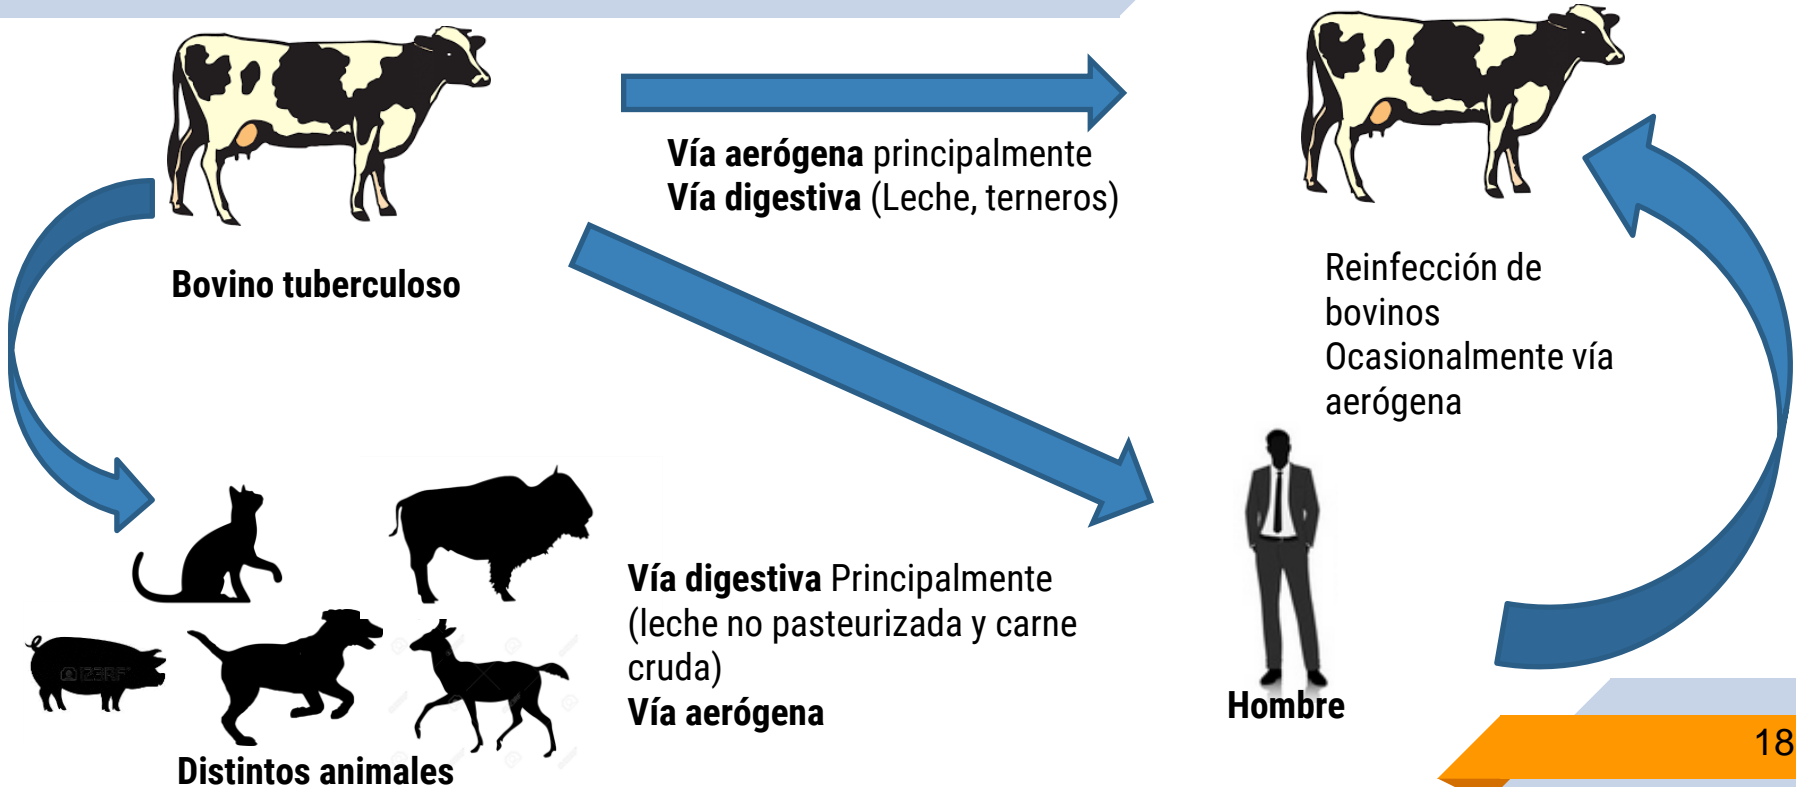 Vía aerógena principalmente
Vía digestiva (Leche, terneros)
Bovino tuberculoso
Reinfección de
bovinos
Ocasionalmente vía
aerógena
Vía digestiva Principalmente
(leche no pasteurizada y carne
cruda)
Vía aerógena
Hombre
Distintos animales
18